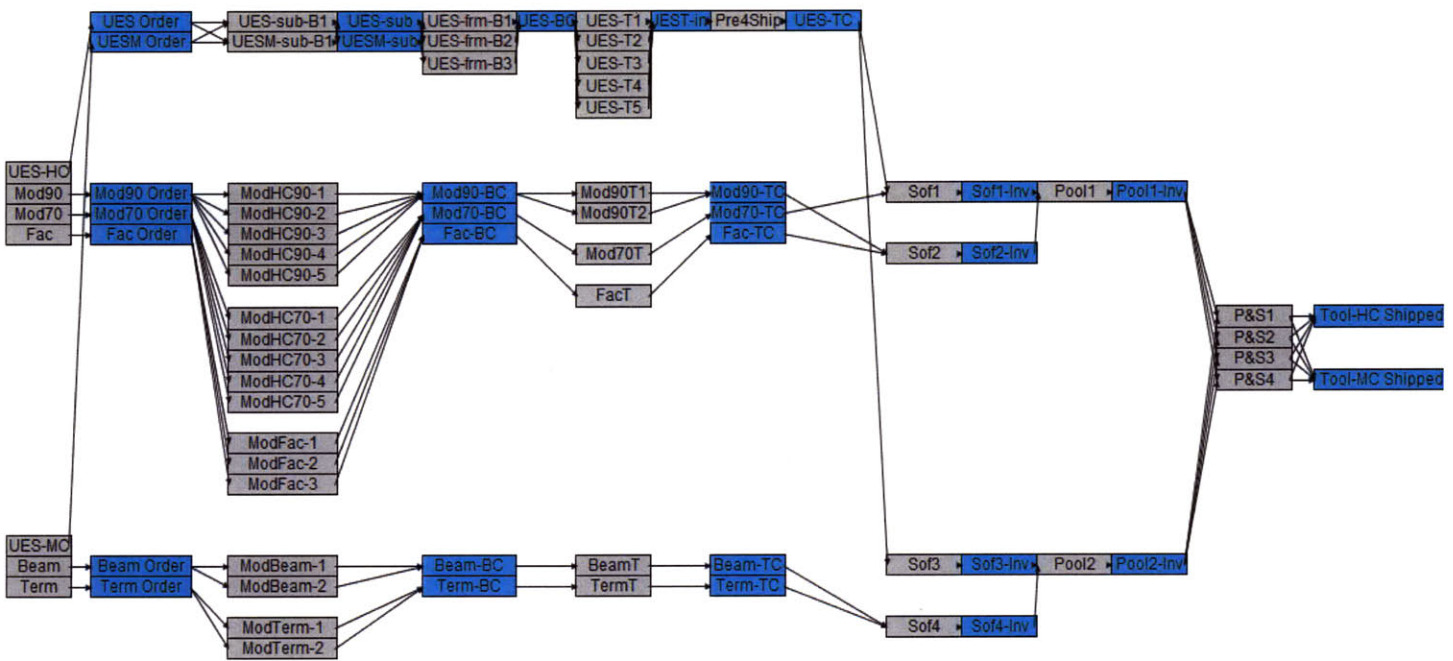 UES Order
UESM Order
UES-sub-B1
UESM-sub-B1
UES-sub
UESM-sub
UES-frm-B1
UES-frm-B2
UES-frm-B3
UES-BC
UES-T1
UES-T2
UES-T3
UES-T4
UES-T5
UEST-in
Pre4Ship
UES-TC
UES-HC
Mod90
Mod70
Fac
Mod90 Order
Mod70 Order
Fac Order
ModHC90-1
ModHC90-2
ModHC90-3
ModHC90-4
ModHC90-5
ModHC70-1
ModHC70-2
ModHC70-3
ModHC70-4
ModHC70-5
ModFac-1
ModFac-2
ModFac-3
Mod90-BC
Mod70-BC
Fac-BC
Mod90T1
Mod90T2
Mod70T
FacT
Mod90-TC
Mod70-TC
Fac-TC
Sof1
Sof1-Inv
Pool1
Pool1-Inv
Sof2
Sof2-Inv
P&S1
P&S2
P&S3
P&S4
Tool-HC Shipped
Tool-MC Shipped
UES-MC
Beam
Term
Beam Order
Term Order
ModBeam-1
ModBeam-2
ModTerm-1
ModTerm-2
Beam-BC
Term-BC
BeamT
TermT
Beam-TC
Term-TC
Sof3
Sof3-Inv
Pool2
Pool2-Inv
Sof4
Sof4-Inv